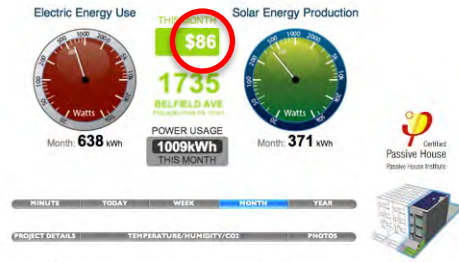 Electric Energy Use
THIS MONTH
Solar Energy Production
$86
1735
BELFIELD AVE
Watts
Watts
Month: 638 kWh
POWER USAGE
1009kWh
THIS MONTH
Month: 371 kWh
Certified
Passive House
Passive House Institute
MINUTE TODAY WEEK MONTH YEAR
PROJECT DETAILS TEMPERATURE/HUMIDITY/CO2 PHOTOS